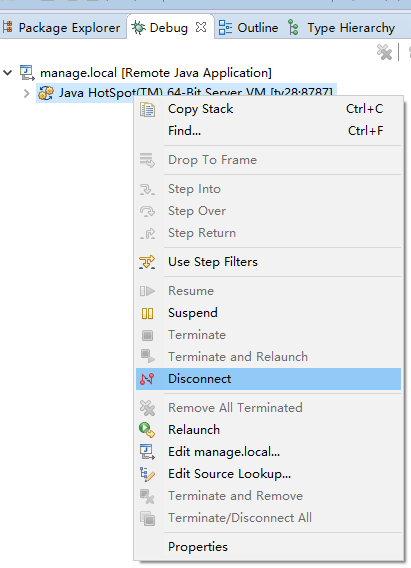 Package Explorer Debug Outline Type Hierarchy
manage.local [Remote Java Application]
Java HotSpot(TM) 64-Bit Server VM [tv28:8787]
Copy Stack Ctrl+C
Find... Ctrl+F
Drop To Frame
Step Into
Step Over
Step Return
Use Step Filters
Resume
Suspend
Terminate
Terminate and Relaunch
Disconnect
Remove All Terminated
Relaunch
Edit manage.local...
Edit Source Lookup...
Terminate and Remove
Terminate/Disconnect All
Properties